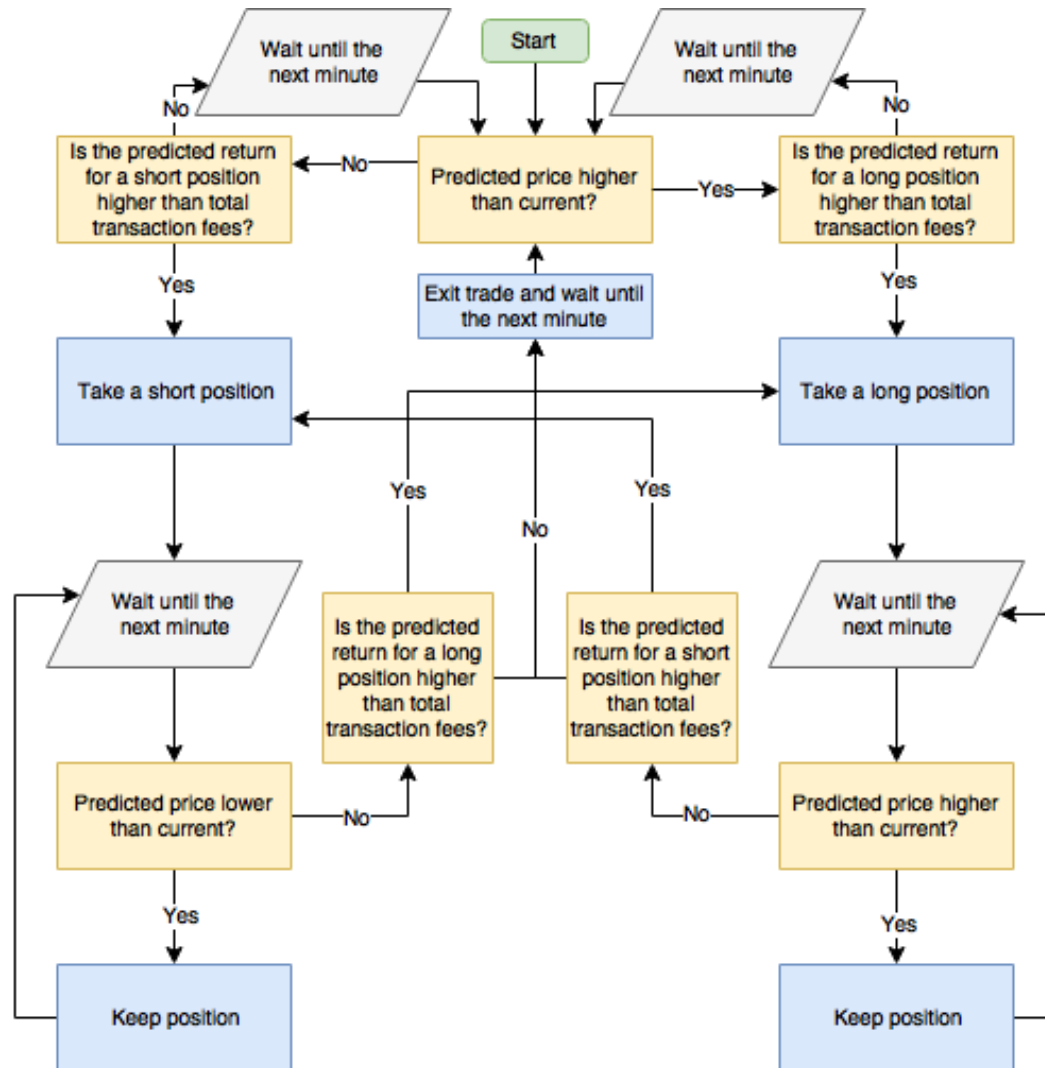 Wait until the
next minute
Start
Wait until the
next minute
No
No
Is the predicted return
for a short position
higher than total
transaction fees?
No
Predicted price higher
than current?
Yes
Is the predicted return
for a long position
higher than total
transaction fees?
Yes
Exit trade and wait until
the next minute
Yes
Take a short position
Take a long position
Yes
Yes
No
Wait until the
next minute
Is the predicted
return for a long
position higher
than total
transaction fees?
Is the predicted
return for a short
position higher
than total
transaction fees?
Wait until the
next minute
Predicted price lower
than current?
No
No
Predicted price higher
than current?
Yes
Yes
Keep position
Keep position